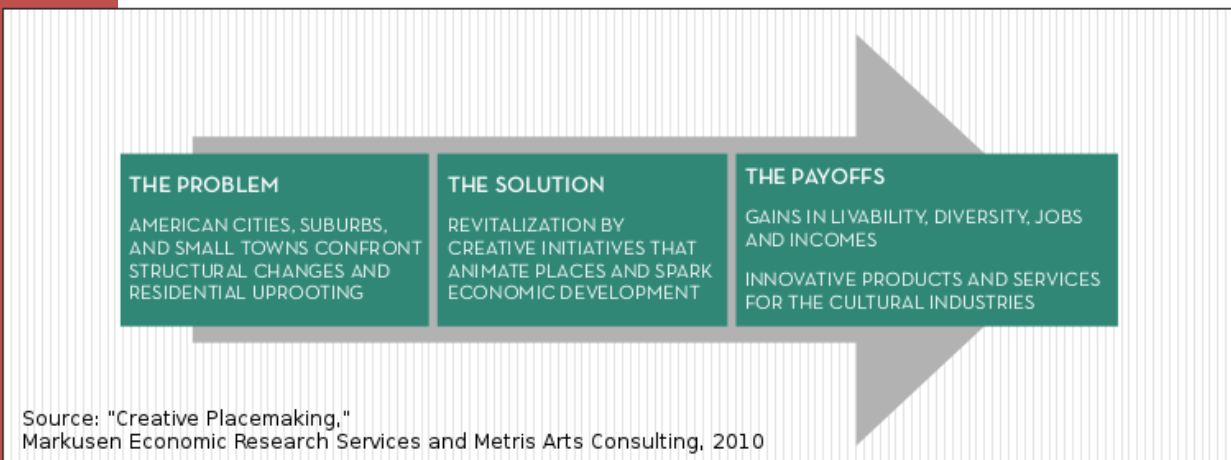 THE PROBLEM
AMERICAN CITIES, SUBURBS,
AND SMALL TOWNS CONFRONT
STRUCTURAL CHANGES AND
RESIDENTIAL UPROOTING
THE SOLUTION
REVITALIZATION BY
CREATIVE INITIATIVES THAT
ANIMATE PLACES AND SPARK
ECONOMIC DEVELOPMENT
THE PAYOFFS
GAINS IN LIVABILITY, DIVERSITY, JOBS
AND INCOMES
INNOVATIVE PRODUCTS AND SERVICES
FOR THE CULTURAL INDUSTRIES
Source: "Creative Placemaking,"
Markusen Economic Research Services and Metris Arts Consulting, 2010